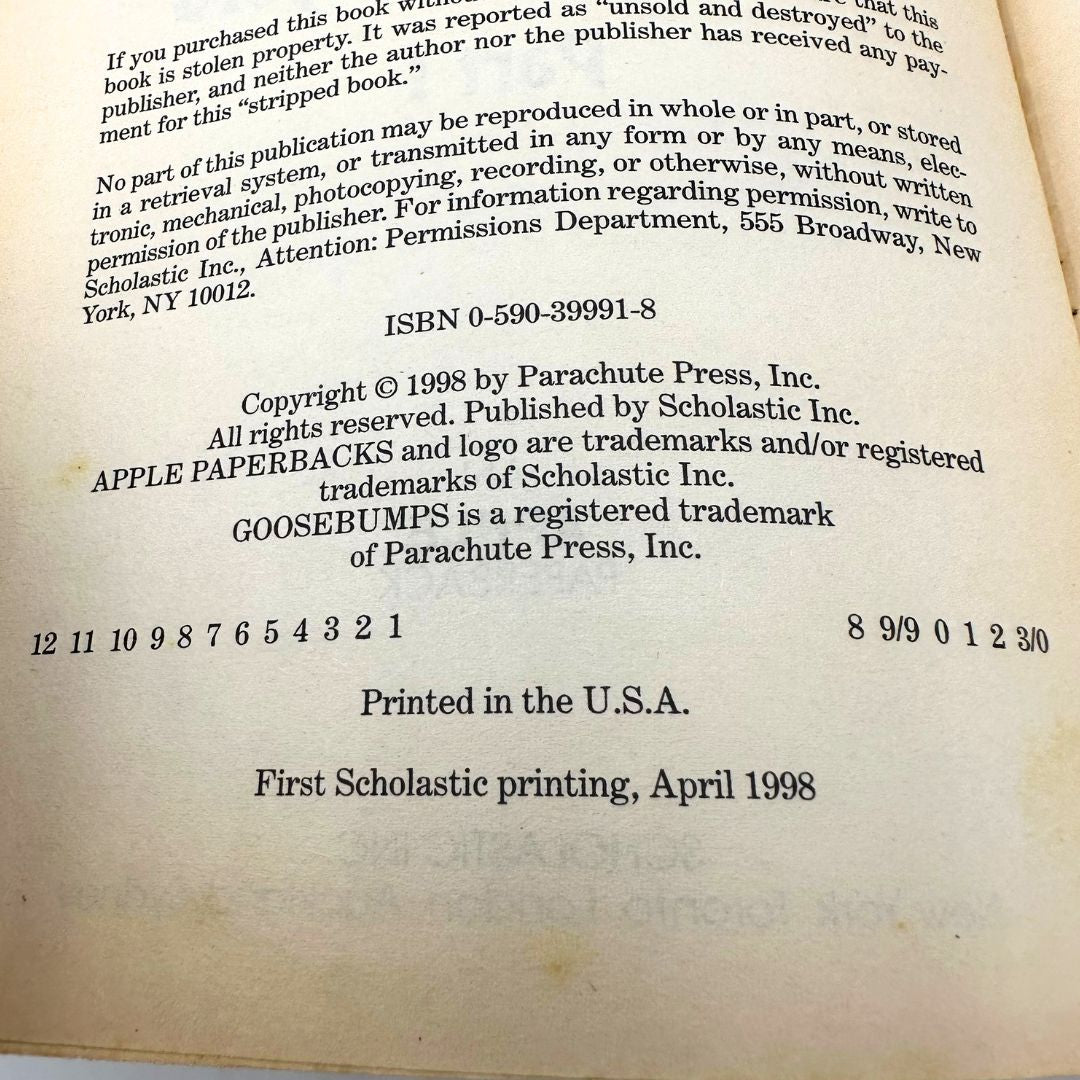 If you purchased this book without that this
book is stolen property. It was reported as “unsold and destroyed” to the
publisher, and neither the author nor the publisher has received any pay-
ment for this “stripped book.”
No part of this publication may be reproduced in whole or in part, or stored
in a retrieval system, or transmitted in any form or by any means, elec-
tronic, mechanical, photocopying, recording, or otherwise, without written
permission of the publisher. For information regarding permission, write to
Scholastic Inc., Attention: Permissions Department, 555 Broadway, New
York, NY 10012.
ISBN 0-590-39991-8
Copyright © 1998 by Parachute Press, Inc.
All rights reserved. Published by Scholastic Inc.
APPLE PAPERBACKS and logo are trademarks and/or registered
trademarks of Scholastic Inc.
GOOSEBUMPS is a registered trademark
of Parachute Press, Inc.
12 11 10 9 8 7 6 5 4 3 2 1 8 9/9 0 1 2 3/0
Printed in the U.S.A.
First Scholastic printing, April 1998